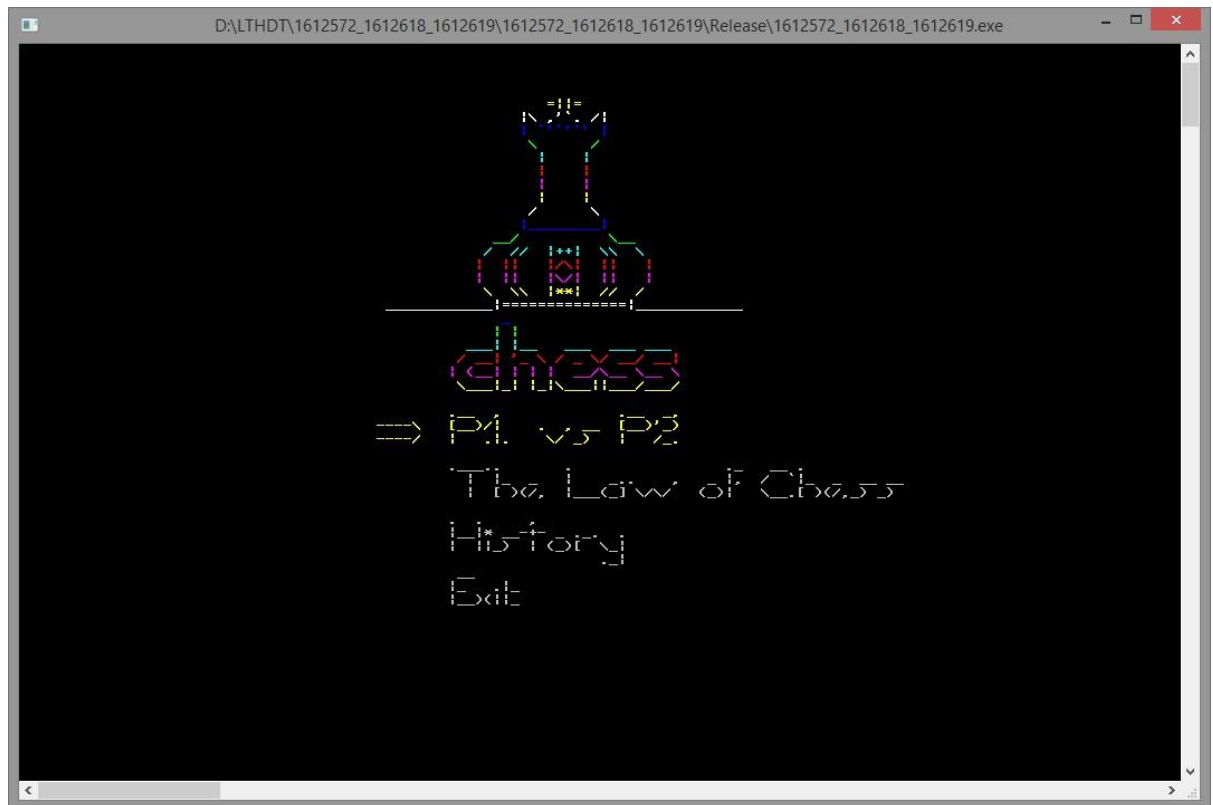 D:\LTHDT\1612572_1612618_1612619\1612572_1612618_1612619\Release\1612572_1612618_1612619.exe
chess
P1 vs P2
The Law of Chess
History
Exit